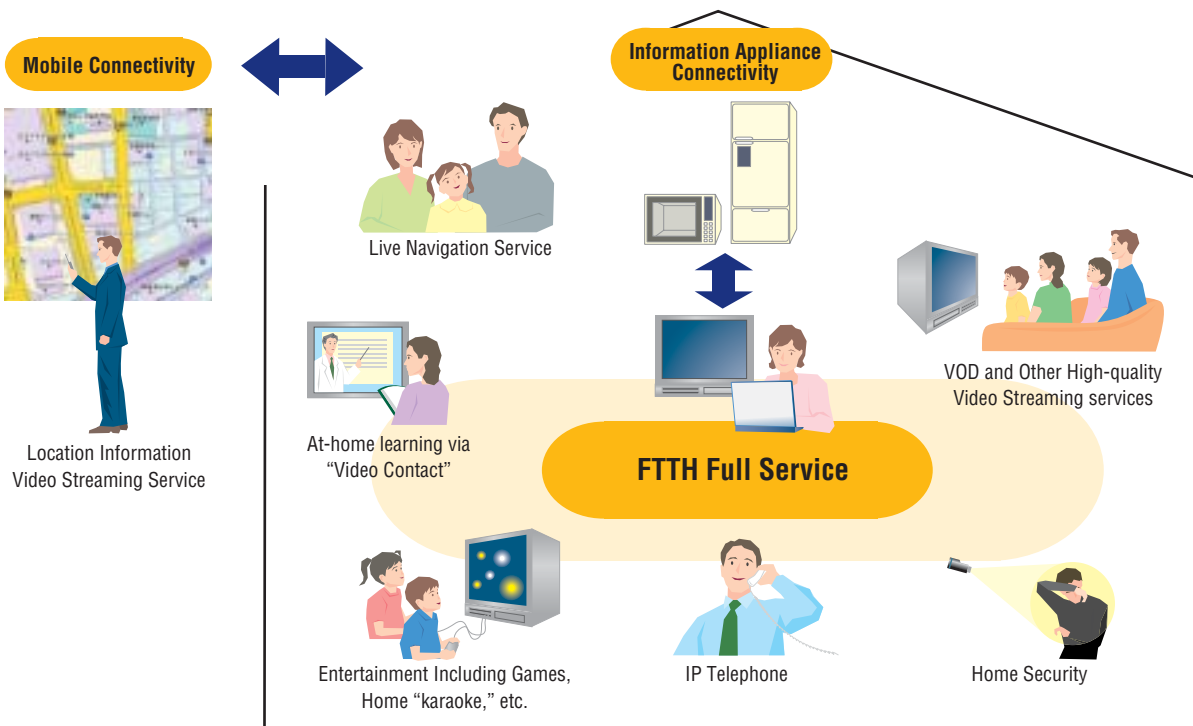 Mobile Connectivity
Information Appliance
Connectivity
Live Navigation Service
Location Information
Video Streaming Service
At-home learning via
“Video Contact”
VOD and Other High-quality
Video Streaming services
FTTH Full Service
Entertainment Including Games,
Home “karaoke,” etc.
IP Telephone
Home Security